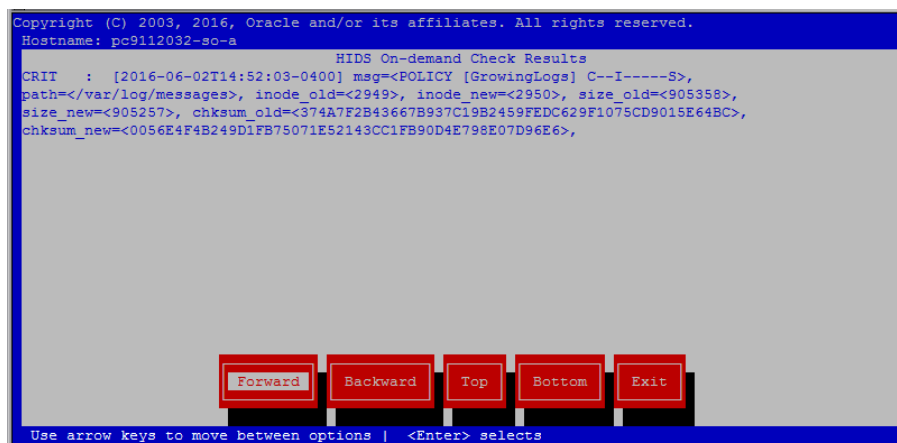 Copyright (C) 2003, 2016, Oracle and/or its affiliates. All rights reserved.
Hostname: pc9112032-so-a
HIDS On-demand Check Results
CRIT : [2016-06-02T14:52:03-0400] msg=<POLICY [GrowingLogs] C--I-----S>,
path=</var/log/messages>, inode_old=<2949>, inode_new=<2950>, size_old=<905358>,
size_new=<905257>, chksum_old=<374A7F2B43667B937C19B2459FEDC629F1075CD9015E64BC>,
chksum_new=<0056E4F4B249D1FB75071E52143CC1FB90D4E798E07D96E6>,
Forward Backward Top Bottom Exit
Use arrow keys to move between options | <Enter> selects